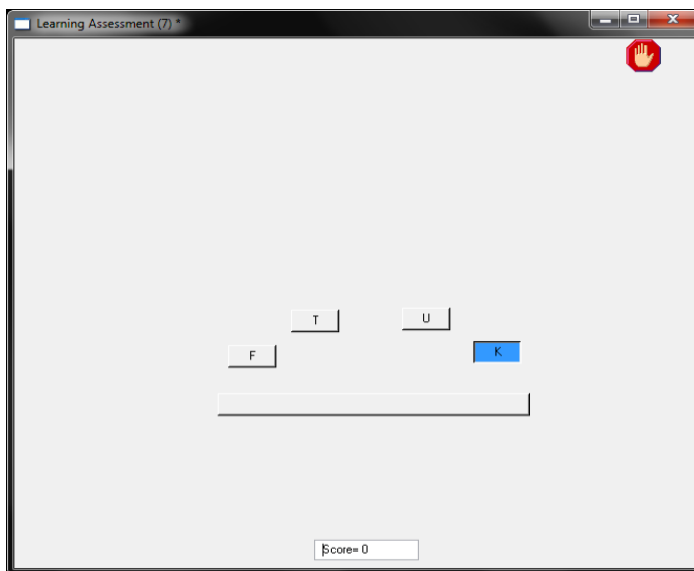 Learning Assessment (7) *
T U
F K
Score= 0